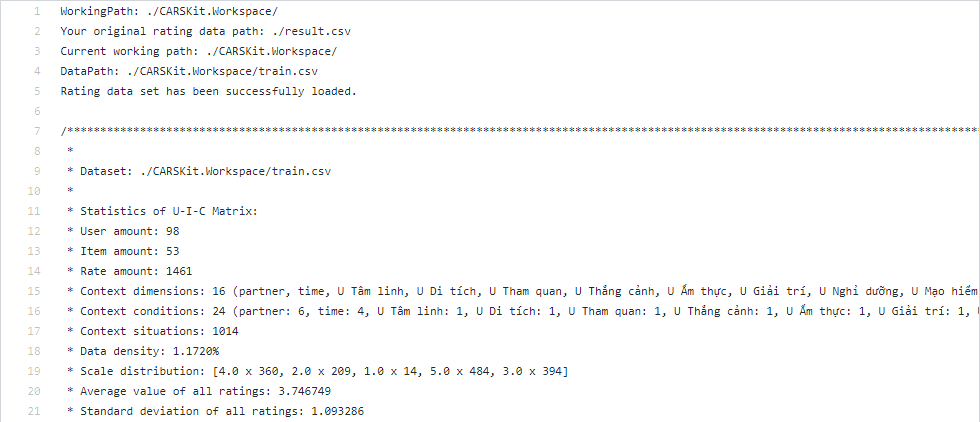 1 WorkingPath: ./CARSKit.Workspace/
2 Your original rating data path: ./result.csv
3 Current working path: ./CARSKit.Workspace/
4 DataPath: ./CARSKit.Workspace/train.csv
5 Rating data set has been successfully loaded.
6
7 /*******************************************************************************************************************************************
8 *
9 * Dataset: ./CARSKit.Workspace/train.csv
10 *
11 * Statistics of U-I-C Matrix:
12 * User amount: 98
13 * Item amount: 53
14 * Rate amount: 1461
15 * Context dimensions: 16 (partner, time, U Tâm linh, U Di tích, U Tham quan, U Thắng cảnh, U Ẩm thực, U Giải trí, U Nghỉ dưỡng, U Mạo hiểm
16 * Context conditions: 24 (partner: 6, time: 4, U Tâm linh: 1, U Di tích: 1, U Tham quan: 1, U Thắng cảnh: 1, U Ẩm thực: 1, U Giải trí: 1,
17 * Context situations: 1014
18 * Data density: 1.1720%
19 * Scale distribution: [4.0 x 360, 2.0 x 209, 1.0 x 14, 5.0 x 484, 3.0 x 394]
20 * Average value of all ratings: 3.746749
21 * Standard deviation of all ratings: 1.093286